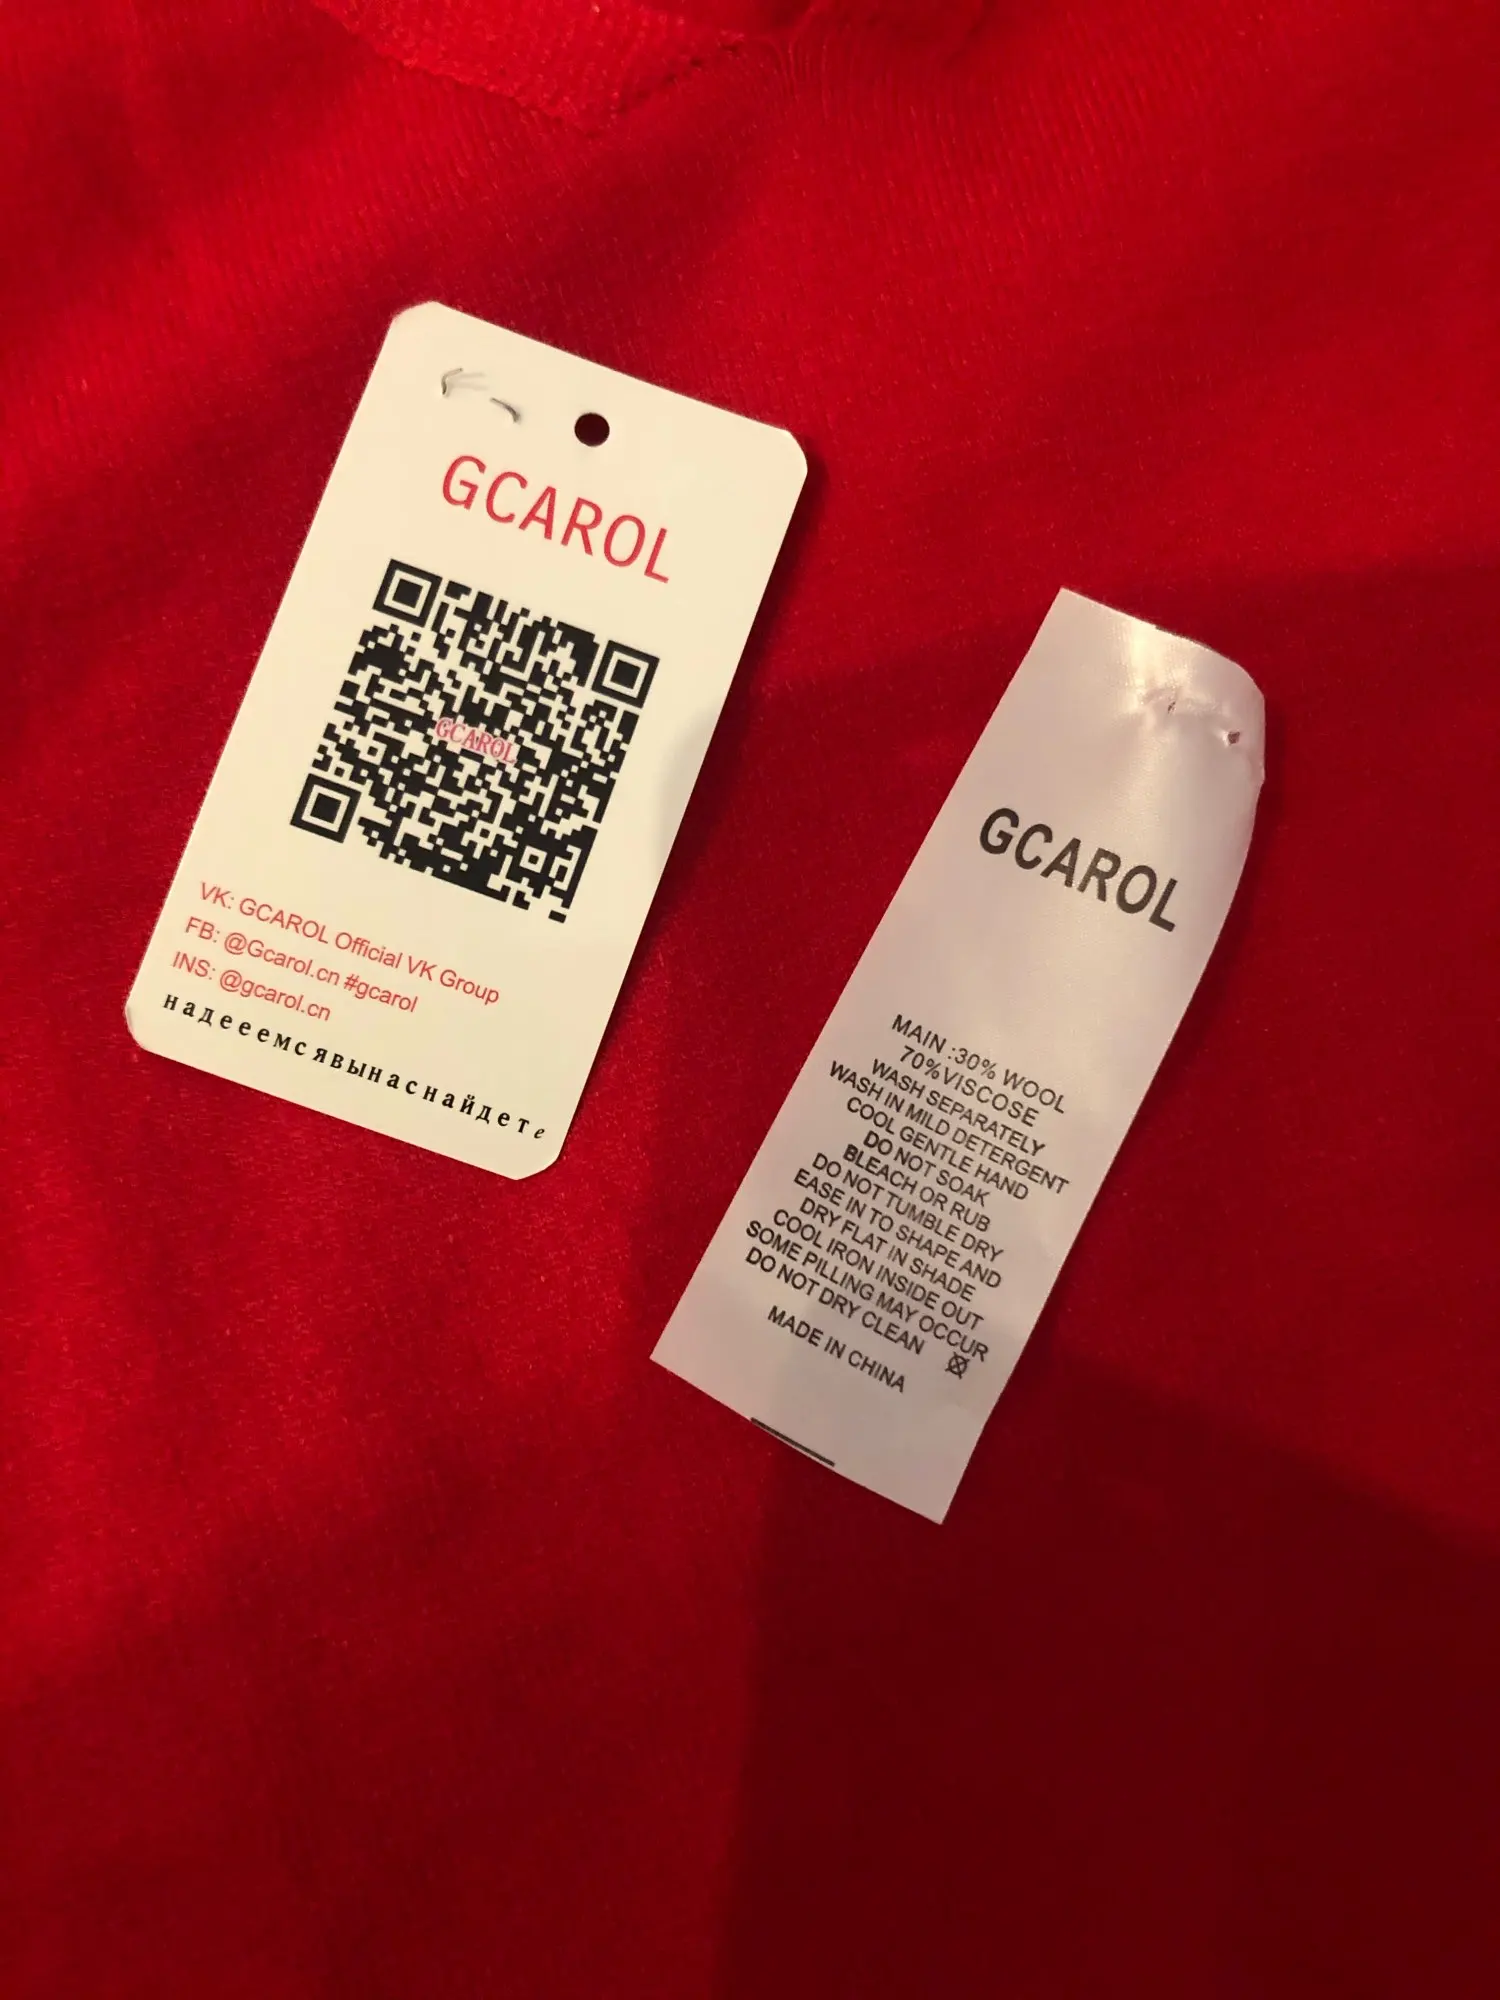 GCAROL
GCAROL
VK: GCAROL Official VK Group
FB: @Gcarol.cn #gcarol
INS: @gcarol.cn
надееемсявынаснайдете
GCAROL
MAIN :30% WOOL
70%VISCOSE
WASH SEPARATELY
WASH IN MILD DETERGENT
COOL GENTLE HAND
DO NOT SOAK
BLEACH OR RUB
DO NOT TUMBLE DRY
EASE IN TO SHAPE AND
DRY FLAT IN SHADE
COOL IRON INSIDE OUT
SOME PILLING MAY OCCUR
DO NOT DRY CLEAN
MADE IN CHINA